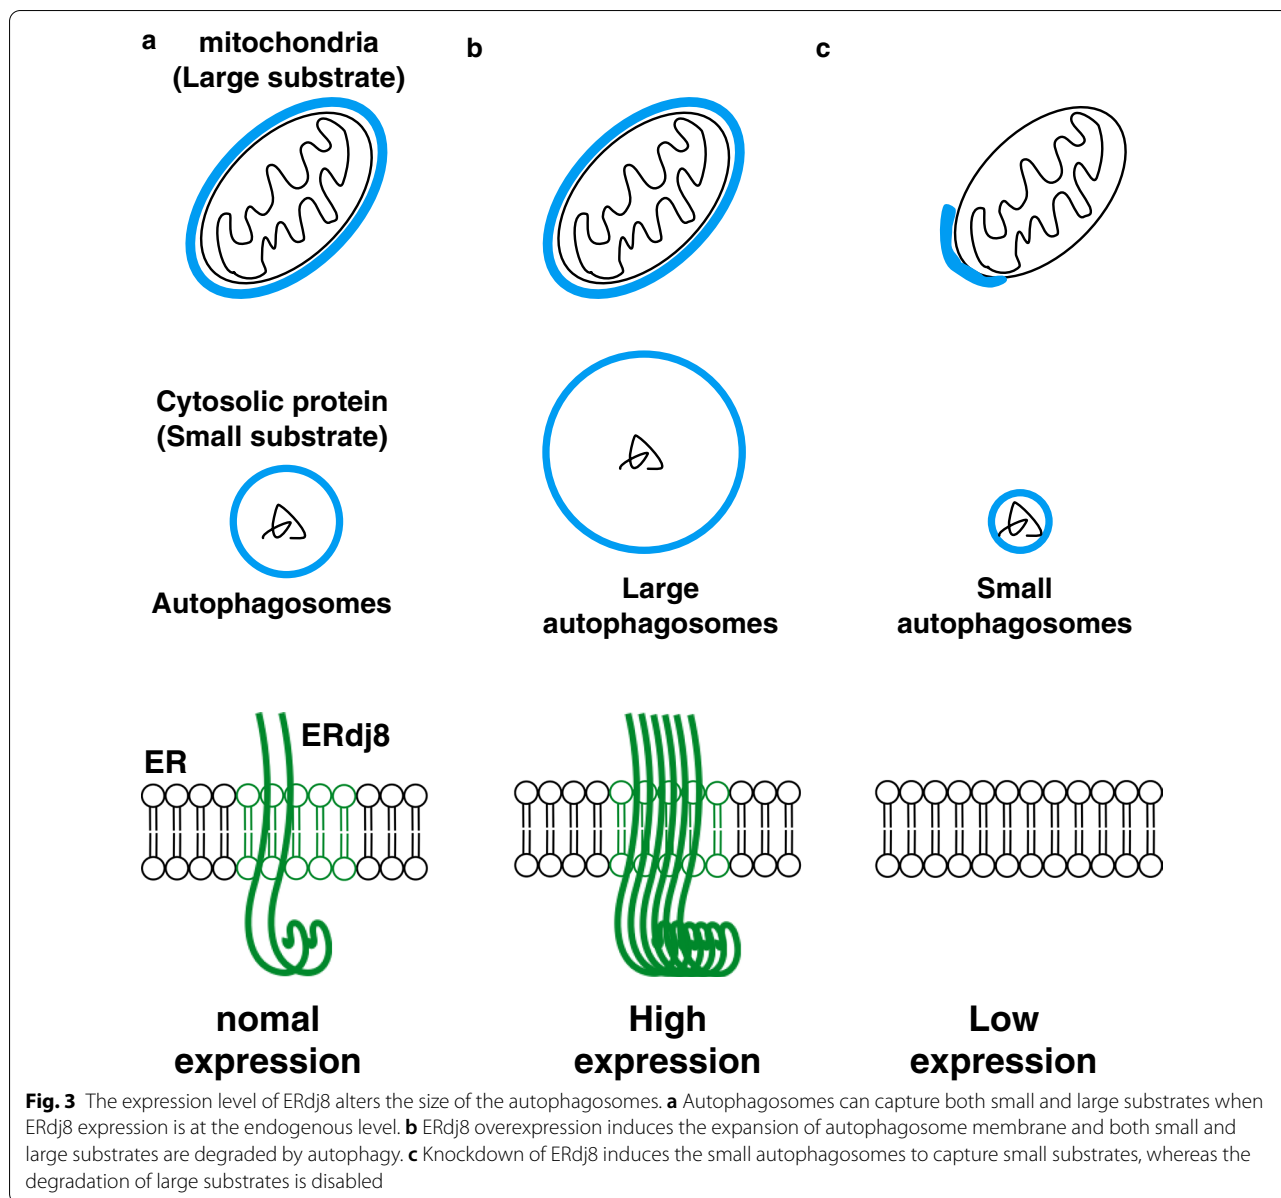 a
mitochondria
(Large substrate)
b
c
Cytosolic protein
(Small substrate)
Autophagosomes
Large
autophagosomes
Small
autophagosomes
ER
ERdj8
nomal
expression
High
expression
Low
expression
Fig. 3 The expression level of ERdj8 alters the size of the autophagosomes. a Autophagosomes can capture both small and large substrates when
ERdj8 expression is at the endogenous level. b ERdj8 overexpression induces the expansion of autophagosome membrane and both small and
large substrates are degraded by autophagy. c Knockdown of ERdj8 induces the small autophagosomes to capture small substrates, whereas the
degradation of large substrates is disabled